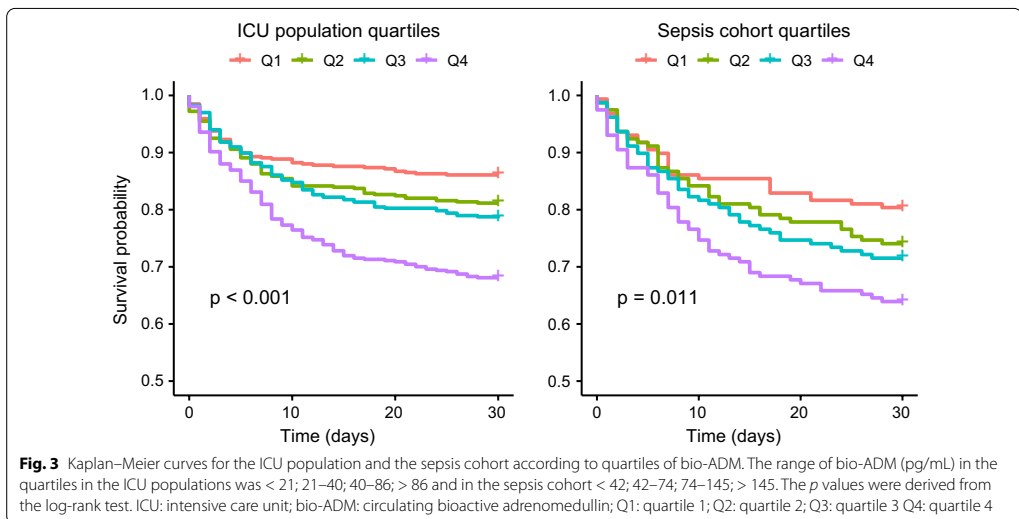 ICU population quartiles
Q1 Q2 Q3 Q4
Sepsis cohort quartiles
Q1 Q2 Q3 Q4
Survival probability
1.0
0.9
0.8
0.7
0.6
0.5
p < 0.001
0 10 20 30
Time (days)
1.0
0.9
0.8
0.7
0.6
0.5
p = 0.011
0 10 20 30
Time (days)
Fig. 3 Kaplan–Meier curves for the ICU population and the sepsis cohort according to quartiles of bio-ADM. The range of bio-ADM (pg/mL) in the
quartiles in the ICU populations was < 21; 21–40; 40–86; > 86 and in the sepsis cohort < 42; 42–74; 74–145; > 145. The p values were derived from
the log-rank test. ICU: intensive care unit; bio-ADM: circulating bioactive adrenomedullin; Q1: quartile 1; Q2: quartile 2; Q3: quartile 3 Q4: quartile 4